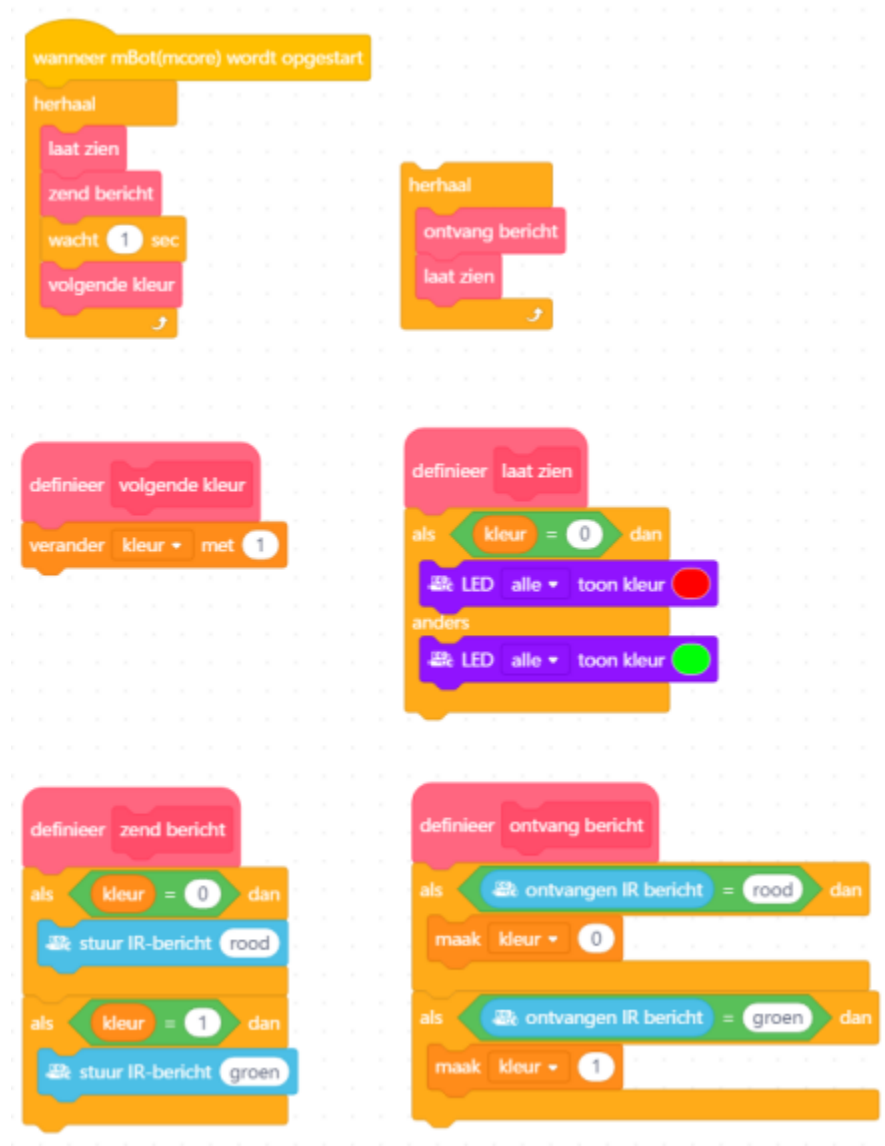 wanneer mBot(mcore) wordt opgestart
herhaal
laat zien
zend bericht
wacht 1 sec
volgende kleur
herhaal
ontvang bericht
laat zien
definieer volgende kleur
verander kleur met 1
definieer laat zien
als kleur = 0 dan
LED alle toon kleur
anders
LED alle toon kleur
definieer zend bericht
als kleur = 0 dan
stuur IR-bericht rood
als kleur = 1 dan
stuur IR-bericht groen
definieer ontvang bericht
als ontvangen IR bericht = rood dan
maak kleur 0
als ontvangen IR bericht = groen dan
maak kleur 1